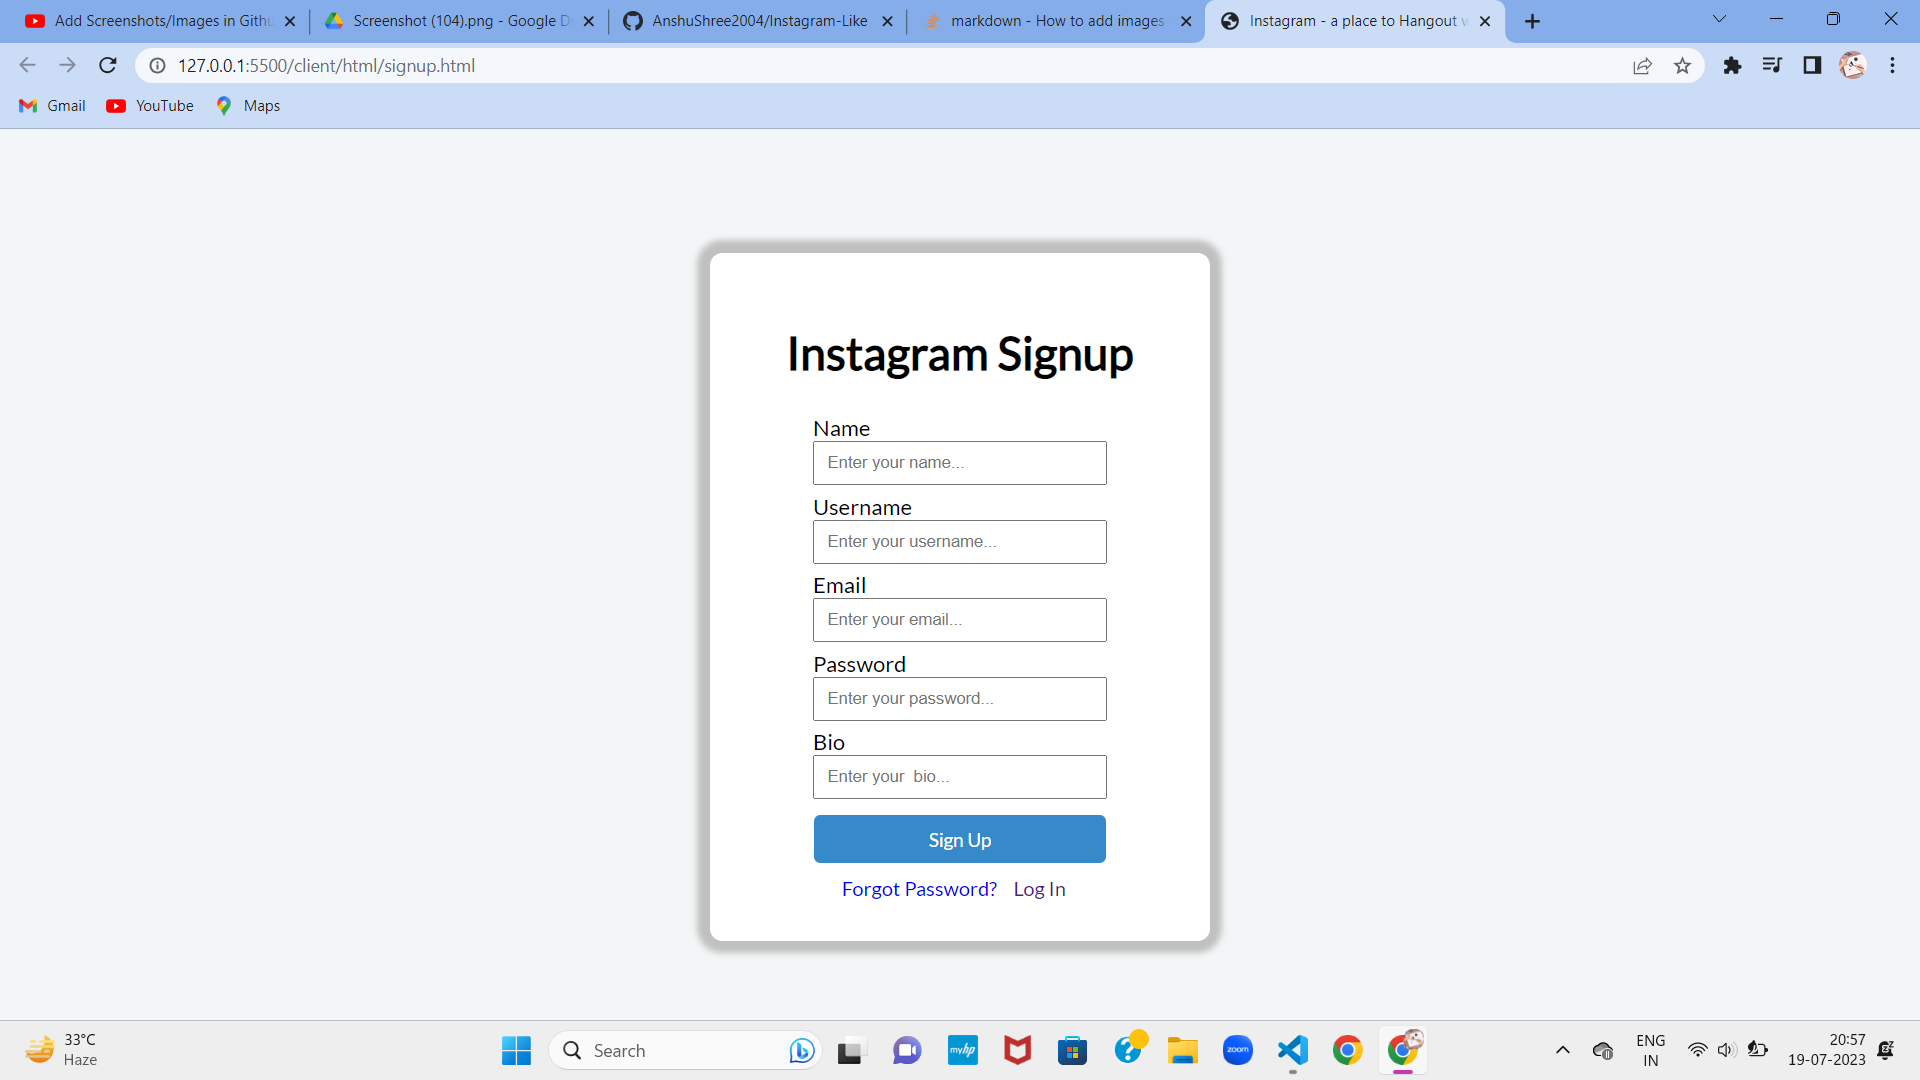 Add Screenshots/Images in Githu
Screenshot (104).png - Google D
AnshuShree2004/Instagram-Like
markdown - How to add images
Instagram - a place to Hangout w
127.0.0.1:5500/client/html/signup.html
Gmail
YouTube
Maps
Instagram Signup
Name
Enter your name...
Username
Enter your username...
Email
Enter your email...
Password
Enter your password...
Bio
Enter your  bio...
Sign Up
Forgot Password? Log In
33°C
Haze
Search
myhp
zoom
ENG
IN
20:57
19-07-2023